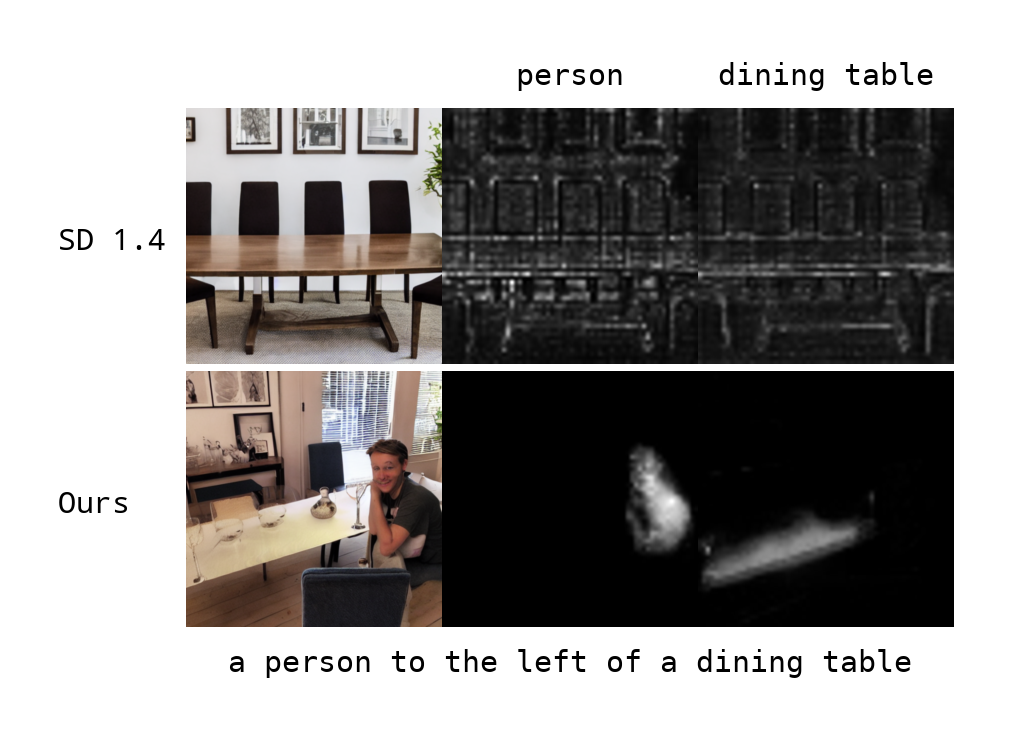 person dining table
SD 1.4
Ours
a person to the left of a dining table